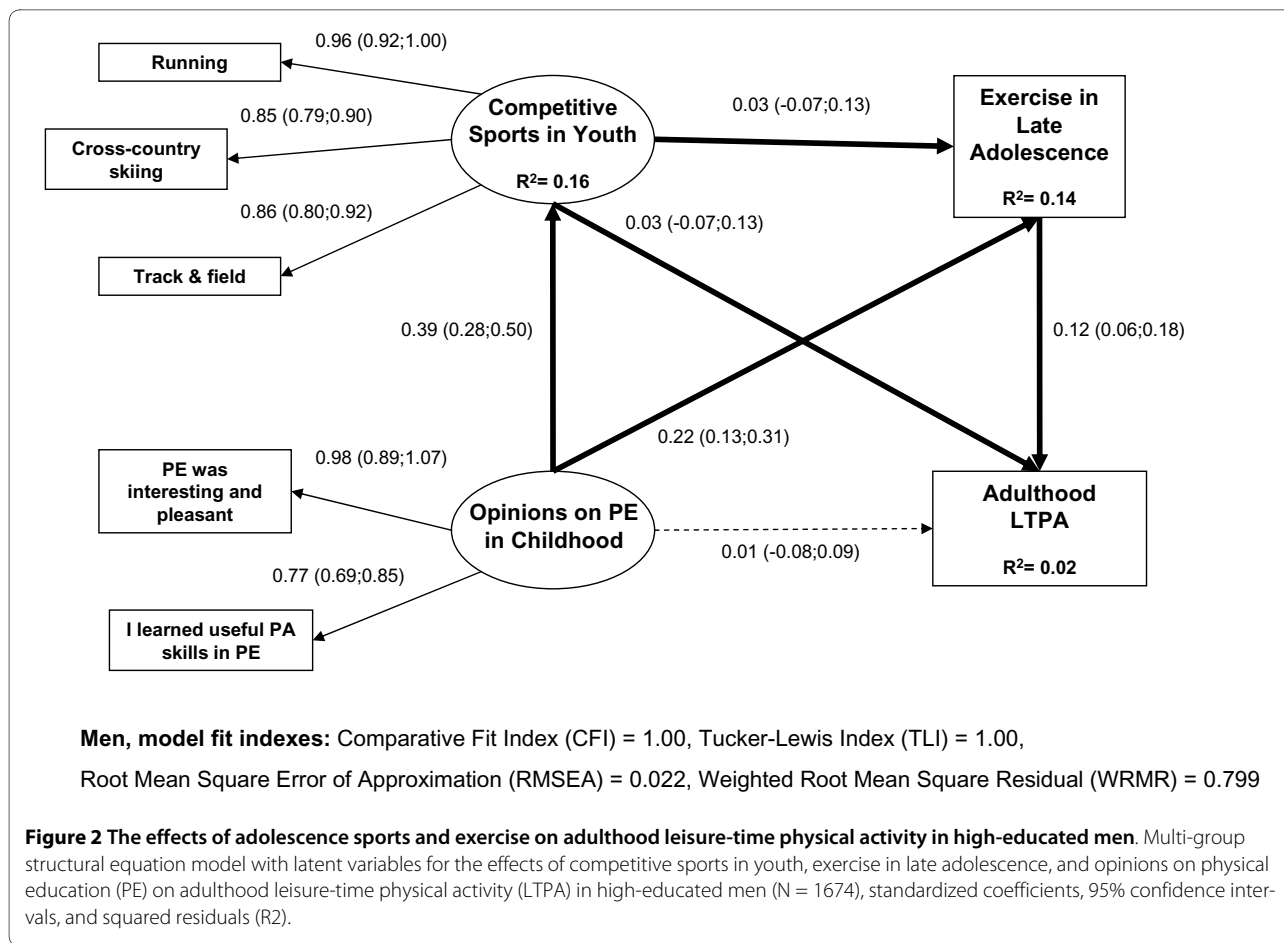 0.96 (0.92;1.00)
Running
0.85 (0.79;0.90)
Cross-country
skiing
0.86 (0.80;0.92)
Track & field
Competitive
Sports in Youth
R²= 0.16
0.03 (-0.07;0.13)
Exercise in
Late
Adolescence
R²= 0.14
0.03 (-0.07;0.13)
0.39 (0.28;0.50)
0.12 (0.06;0.18)
0.22 (0.13;0.31)
PE was
interesting and
pleasant
0.98 (0.89;1.07)
Opinions on PE
in Childhood
0.77 (0.69;0.85)
I learned useful PA
skills in PE
0.01 (-0.08;0.09)
Adulthood
LTPA
R²= 0.02
Men, model fit indexes: Comparative Fit Index (CFI) = 1.00, Tucker-Lewis Index (TLI) = 1.00,
Root Mean Square Error of Approximation (RMSEA) = 0.022, Weighted Root Mean Square Residual (WRMR) = 0.799
Figure 2 The effects of adolescence sports and exercise on adulthood leisure-time physical activity in high-educated men. Multi-group
structural equation model with latent variables for the effects of competitive sports in youth, exercise in late adolescence, and opinions on physical
education (PE) on adulthood leisure-time physical activity (LTPA) in high-educated men (N = 1674), standardized coefficients, 95% confidence inter-
vals, and squared residuals (R2).